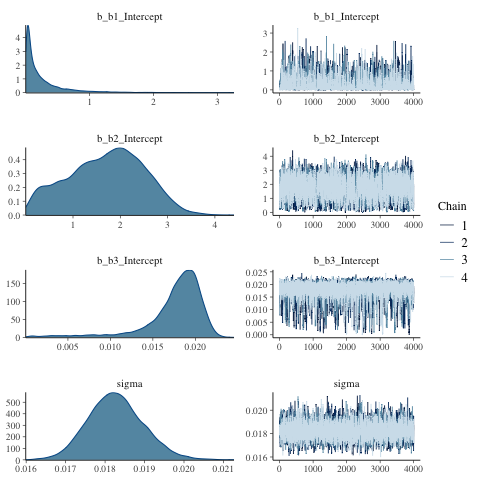 b_b1_Intercept
4
3
2
1
0
1 2 3
b_b1_Intercept
3
2
1
0
0 1000 2000 3000 4000
b_b2_Intercept
0.4
0.3
0.2
0.1
0.0
1 2 3 4
b_b2_Intercept
4
3
2
1
0
0 1000 2000 3000 4000
b_b3_Intercept
150
100
50
0
0.005 0.010 0.015 0.020
b_b3_Intercept
0.025
0.020
0.015
0.010
0.005
0.000
0 1000 2000 3000 4000
sigma
500
400
300
200
100
0
0.016 0.017 0.018 0.019 0.020 0.021
sigma
0.020
0.018
0.016
0 1000 2000 3000 4000
Chain
1
2
3
4